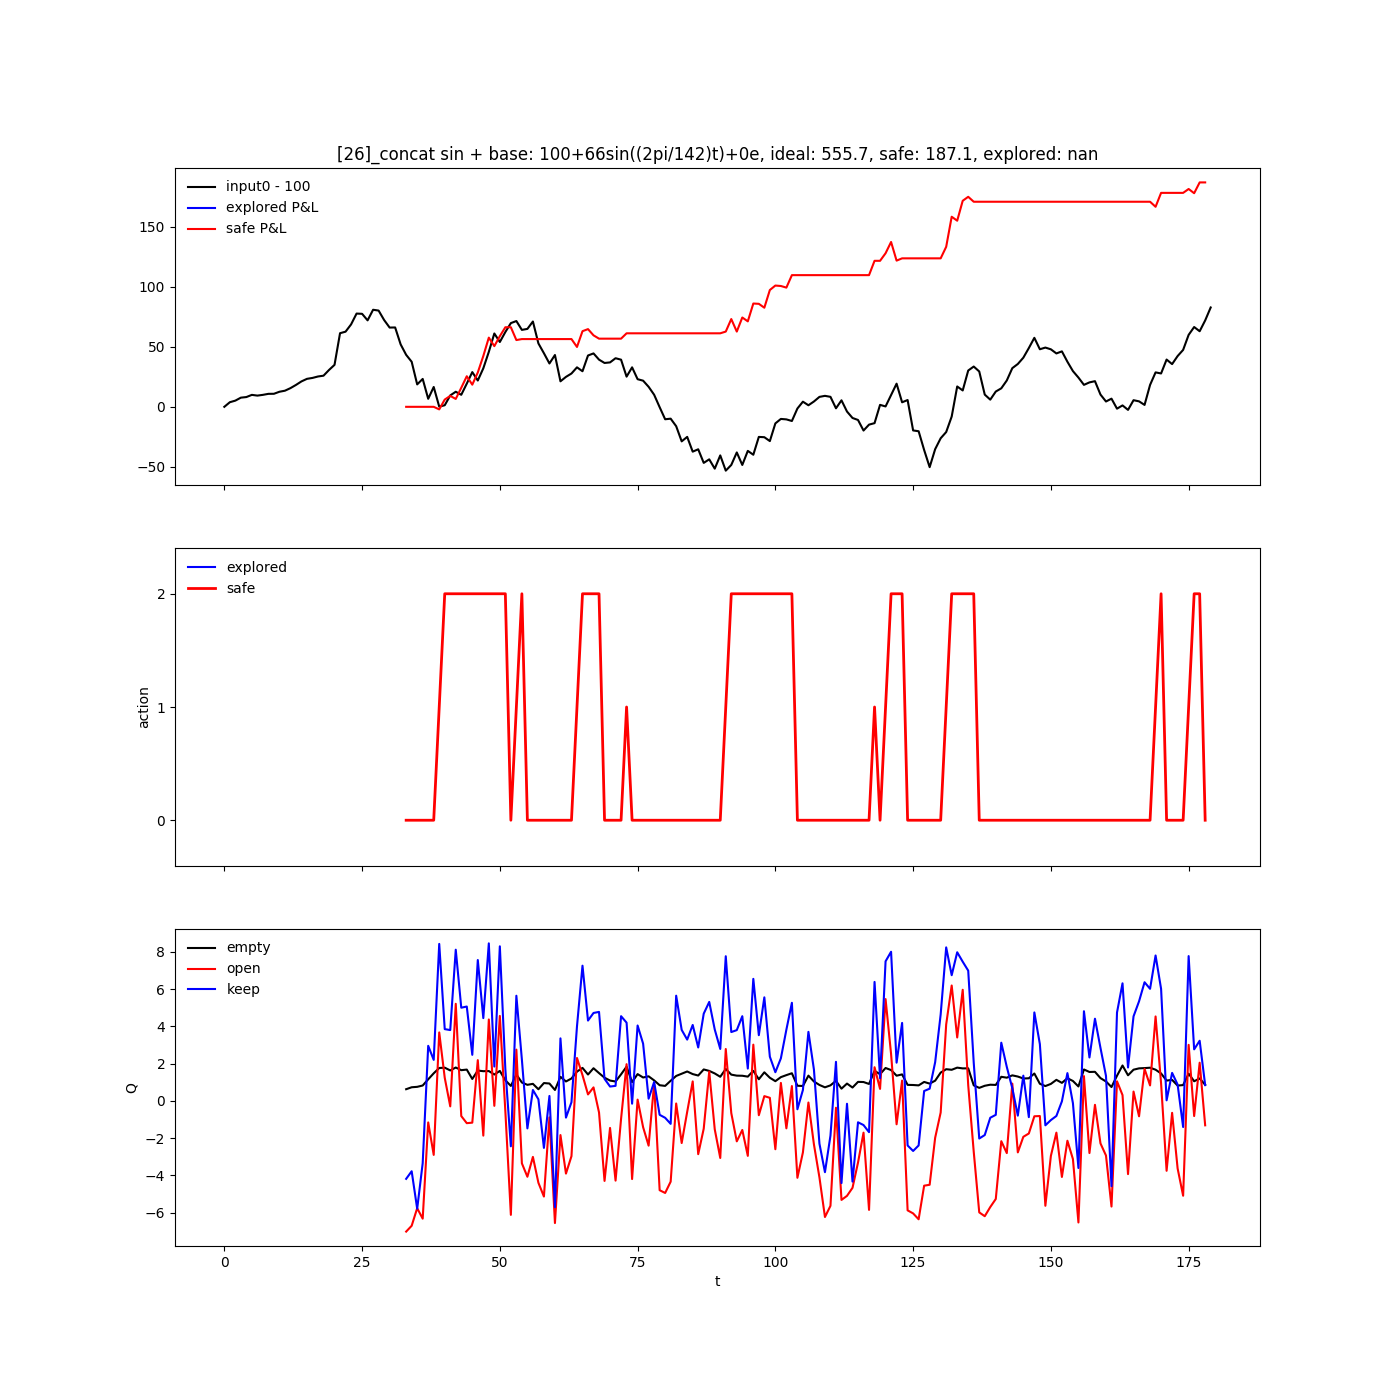 [26]_concat sin + base: 100+66sin((2pi/142)t)+0e, ideal: 555.7, safe: 187.1, explored: nan
input0 - 100
explored P&L
safe P&L
150
100
50
0
−50
explored
safe
2
1
0
action
empty
open
keep
8
6
4
2
0
−2
−4
−6
Q
0 25 50 75 100 125 150 175
t